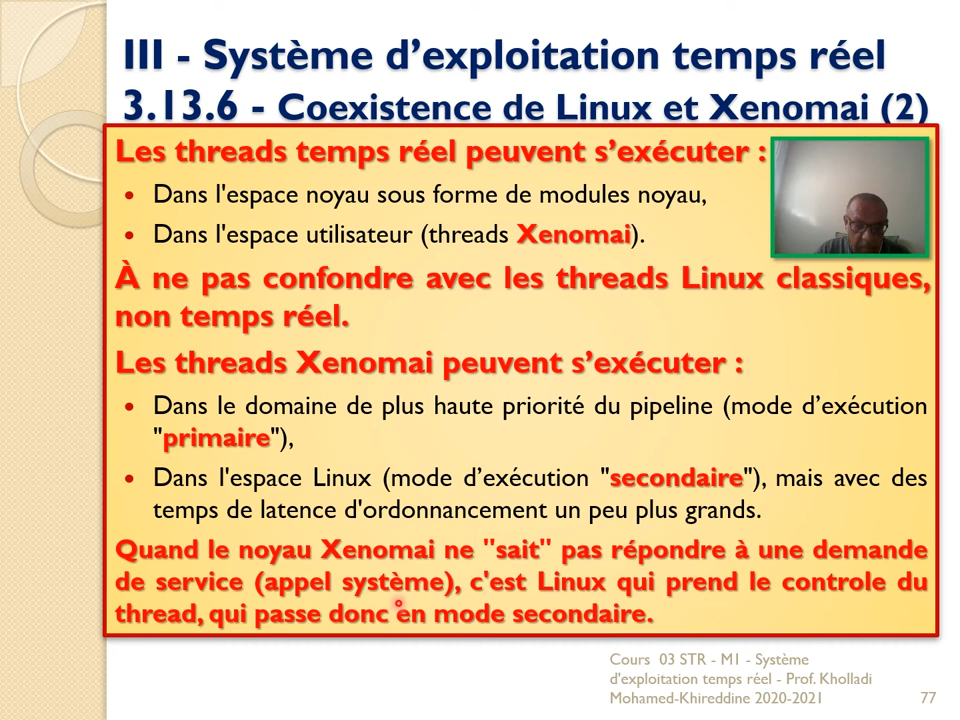 III - Système d'exploitation temps réel
3.13.6 - Coexistence de Linux et Xenomai (2)
Les threads temps réel peuvent s'exécuter :
• Dans l'espace noyau sous forme de modules noyau,
• Dans l'espace utilisateur (threads Xenomai).
À ne pas confondre avec les threads Linux classiques,
non temps réel.
Les threads Xenomai peuvent s'exécuter :
• Dans le domaine de plus haute priorité du pipeline (mode d'exécution
"primaire"),
• Dans l'espace Linux (mode d'exécution "secondaire"), mais avec des
temps de latence d'ordonnancement un peu plus grands.
Quand le noyau Xenomai ne "sait" pas répondre à une demande
de service (appel système), c'est Linux qui prend le controle du
thread, qui passe donc en mode secondaire.
Cours 03 STR - M1 - Système
d'exploitation temps réel - Prof. Kholladi
Mohamed-Khireddine 2020-2021
77